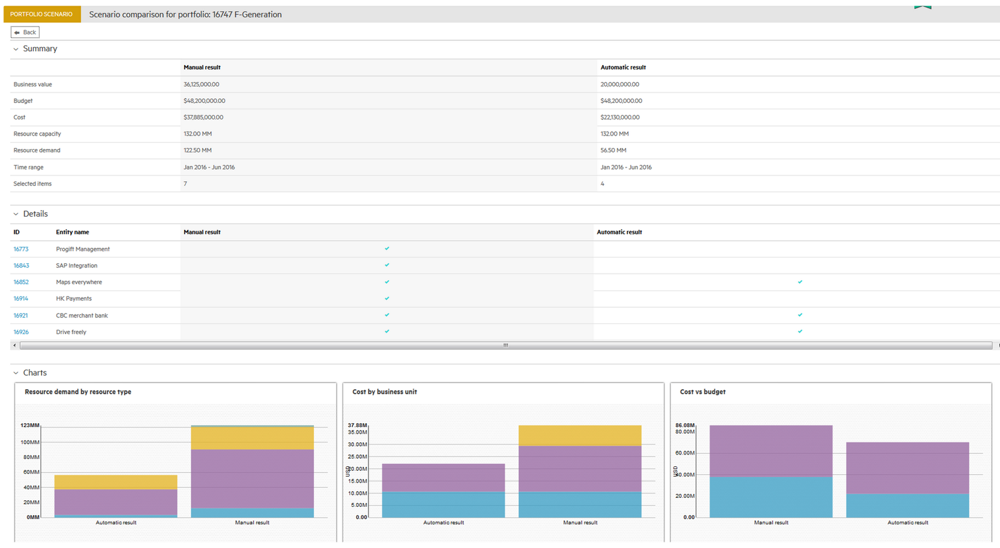 PORTFOLIO SCENARIO Scenario comparison for portfolio: 16747 F-Generation
Back
Summary
Manual result Automatic result
Business value 36,125,000.00 20,000,000.00
Budget $48,200,000.00 $48,200,000.00
Cost $37,885,000.00 $22,130,000.00
Resource capacity 132.00 MM 132.00 MM
Resource demand 122.50 MM 56.50 MM
Time range Jan 2016 - Jun 2016 Jan 2016 - Jun 2016
Selected items 7 4
Details
ID Entity name Manual result Automatic result
16773 Progift Management
16843 SAP Integration
16852 Maps everywhere
16914 HK Payments
16921 CBC merchant bank
16926 Drive freely
Charts
Resource demand by resource type
123MM
100MM
80MM
60MM
40MM
20MM
0MM
Automatic result Manual result
Cost by business unit
37.88M
35.00M
30.00M
25.00M
20.00M
15.00M
10.00M
5.00M
0.00
USD
Automatic result Manual result
Cost vs budget
86.08M
80.00M
60.00M
40.00M
20.00M
0.00
USD
Manual result Automatic result